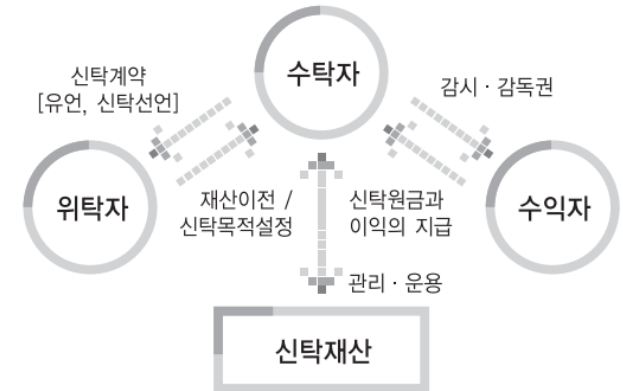 수탁자
신탁계약
[유언, 신탁선언]
감시 · 감독권
위탁자
재산이전 /
신탁목적설정
신탁원금과
이익의 지급
수익자
관리 · 운용
신탁재산